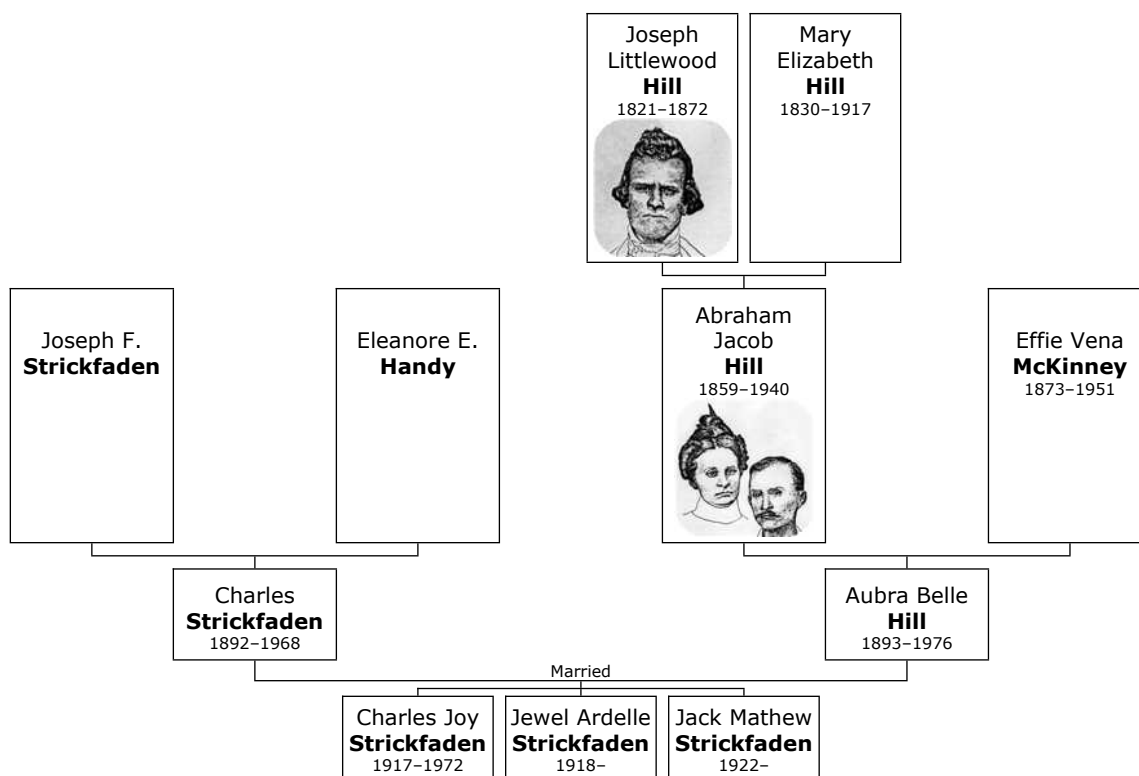 Joseph
Littlewood
Hill
1821–1872
Mary
Elizabeth
Hill
1830–1917
Joseph F.
Strickfaden
Eleanore E.
Handy
Abraham
Jacob
Hill
1859–1940
Effie Vena
McKinney
1873–1951
Charles
Strickfaden
1892–1968
Aubra Belle
Hill
1893–1976
Married
Charles Joy
Strickfaden
1917–1972
Jewel Ardelle
Strickfaden
1918–
Jack Mathew
Strickfaden
1922–